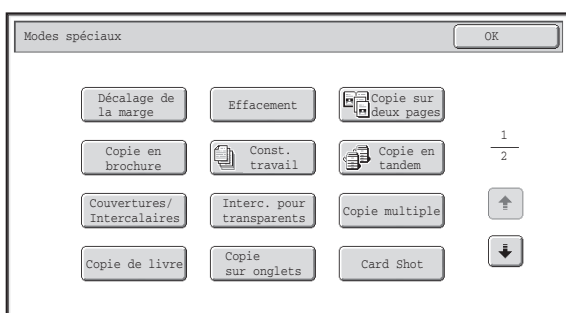 Modes spéciaux
OK
Décalage de
la marge
Effacement
Copie sur
deux pages
Copie en
brochure
Const.
travail
Copie en
tandem
1
2
Couvertures/
Intercalaires
Interc. pour
transparents
Copie multiple
Copie de livre
Copie
sur onglets
Card Shot